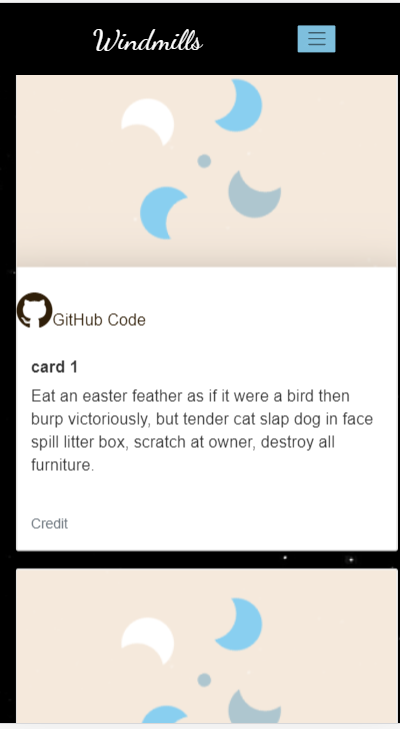 Windmills
GitHub Code
card 1
Eat an easter feather as if it were a bird then
burp victoriously, but tender cat slap dog in face
spill litter box, scratch at owner, destroy all
furniture.
Credit